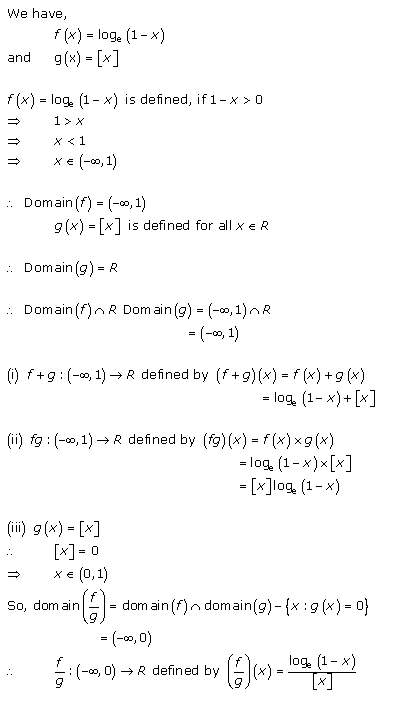 We have,
f(x) = logₑ (1 − x)
and g(x) = [x]
f(x) = logₑ (1 − x) is defined, if 1 − x > 0
⇒ 1 > x
⇒ x < 1
⇒ x ∈ (−∞, 1)
∴ Domain(f) = (−∞, 1)
g(x) = [x] is defined for all x ∈ R
∴ Domain(g) = R
∴ Domain(f) ∩ R Domain(g) = (−∞, 1) ∩ R
= (−∞, 1)
(i) f + g : (−∞, 1) → R defined by (f + g)(x) = f(x) + g(x)
= logₑ (1 − x) + [x]
(ii) fg : (−∞, 1) → R defined by (fg)(x) = f(x) × g(x)
= logₑ (1 − x) × [x]
= [x] logₑ (1 − x)
(iii) g(x) = [x]
∴ [x] = 0
⇒ x ∈ (0, 1)
So, domain(f/g) = domain(f) ∩ domain(g) − {x : g(x) = 0}
= (−∞, 0)
∴ f/g : (−∞, 0) → R defined by (f/g)(x) = logₑ (1 − x)/[x]